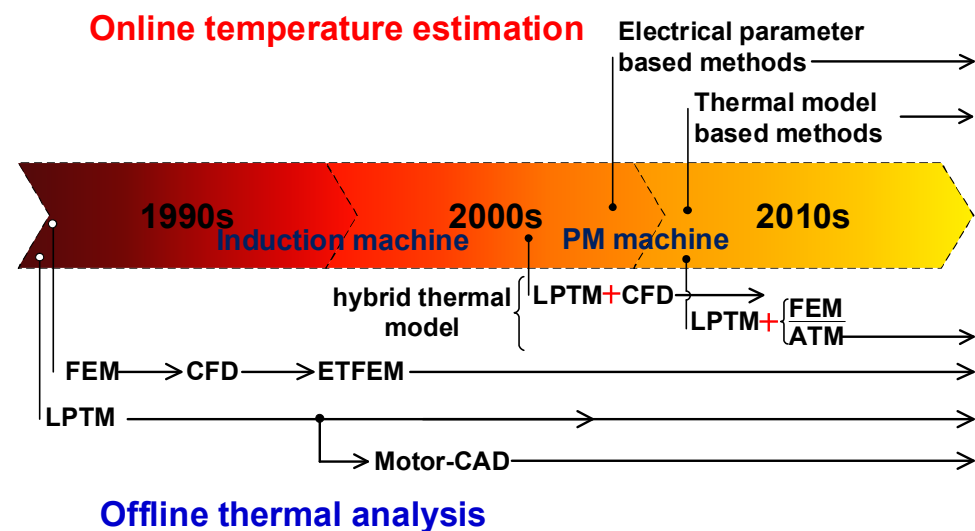 Online temperature estimation
Electrical parameter
based methods
Thermal model
based methods
1990s
2000s
2010s
Induction machine
PM machine
hybrid thermal
model
LPTM+CFD
LPTM+
FEM
ATM
FEM
CFD
ETFEM
LPTM
Motor-CAD
Offline thermal analysis